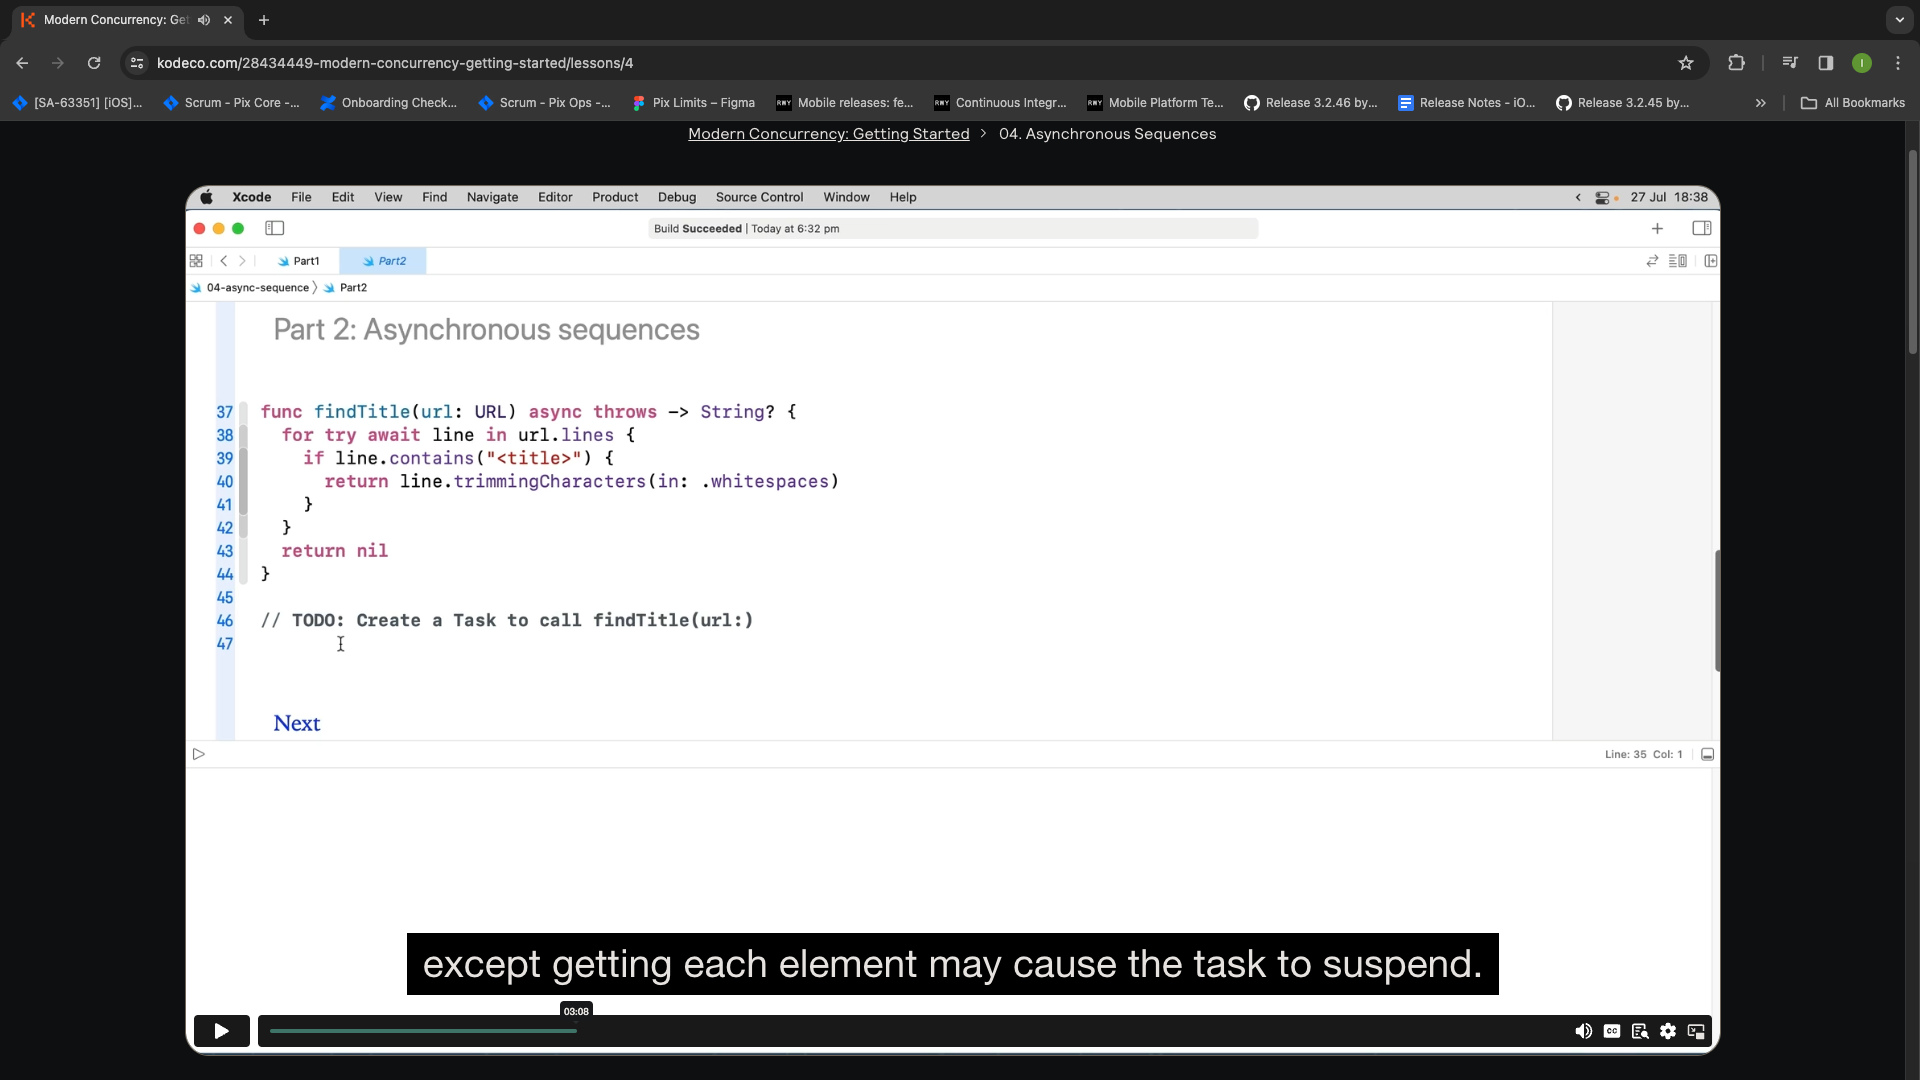 Modern Concurrency: Get
kodeco.com/28434449-modern-concurrency-getting-started/lessons/4
[SA-63351] [iOS]...
Scrum - Pix Core -...
Onboarding Check...
Scrum - Pix Ops -...
Pix Limits – Figma
Mobile releases: fe...
Continuous Integr...
Mobile Platform Te...
Release 3.2.46 by...
Release Notes - iO...
Release 3.2.45 by...
»
All Bookmarks
Modern Concurrency: Getting Started > 04. Asynchronous Sequences
Xcode File Edit View Find Navigate Editor Product Debug Source Control Window Help
27 Jul 18:38
Build Succeeded | Today at 6:32 pm
Part1
Part2
04-async-sequence 〉 Part2
Part 2: Asynchronous sequences
37 func findTitle(url: URL) async throws -> String? {
38 for try await line in url.lines {
39 if line.contains("<title>") {
40 return line.trimmingCharacters(in: .whitespaces)
41 }
42 }
43 return nil
44 }
45
46 // TODO: Create a Task to call findTitle(url:)
47
Next
Line: 35 Col: 1
except getting each element may cause the task to suspend.
03:08
CC